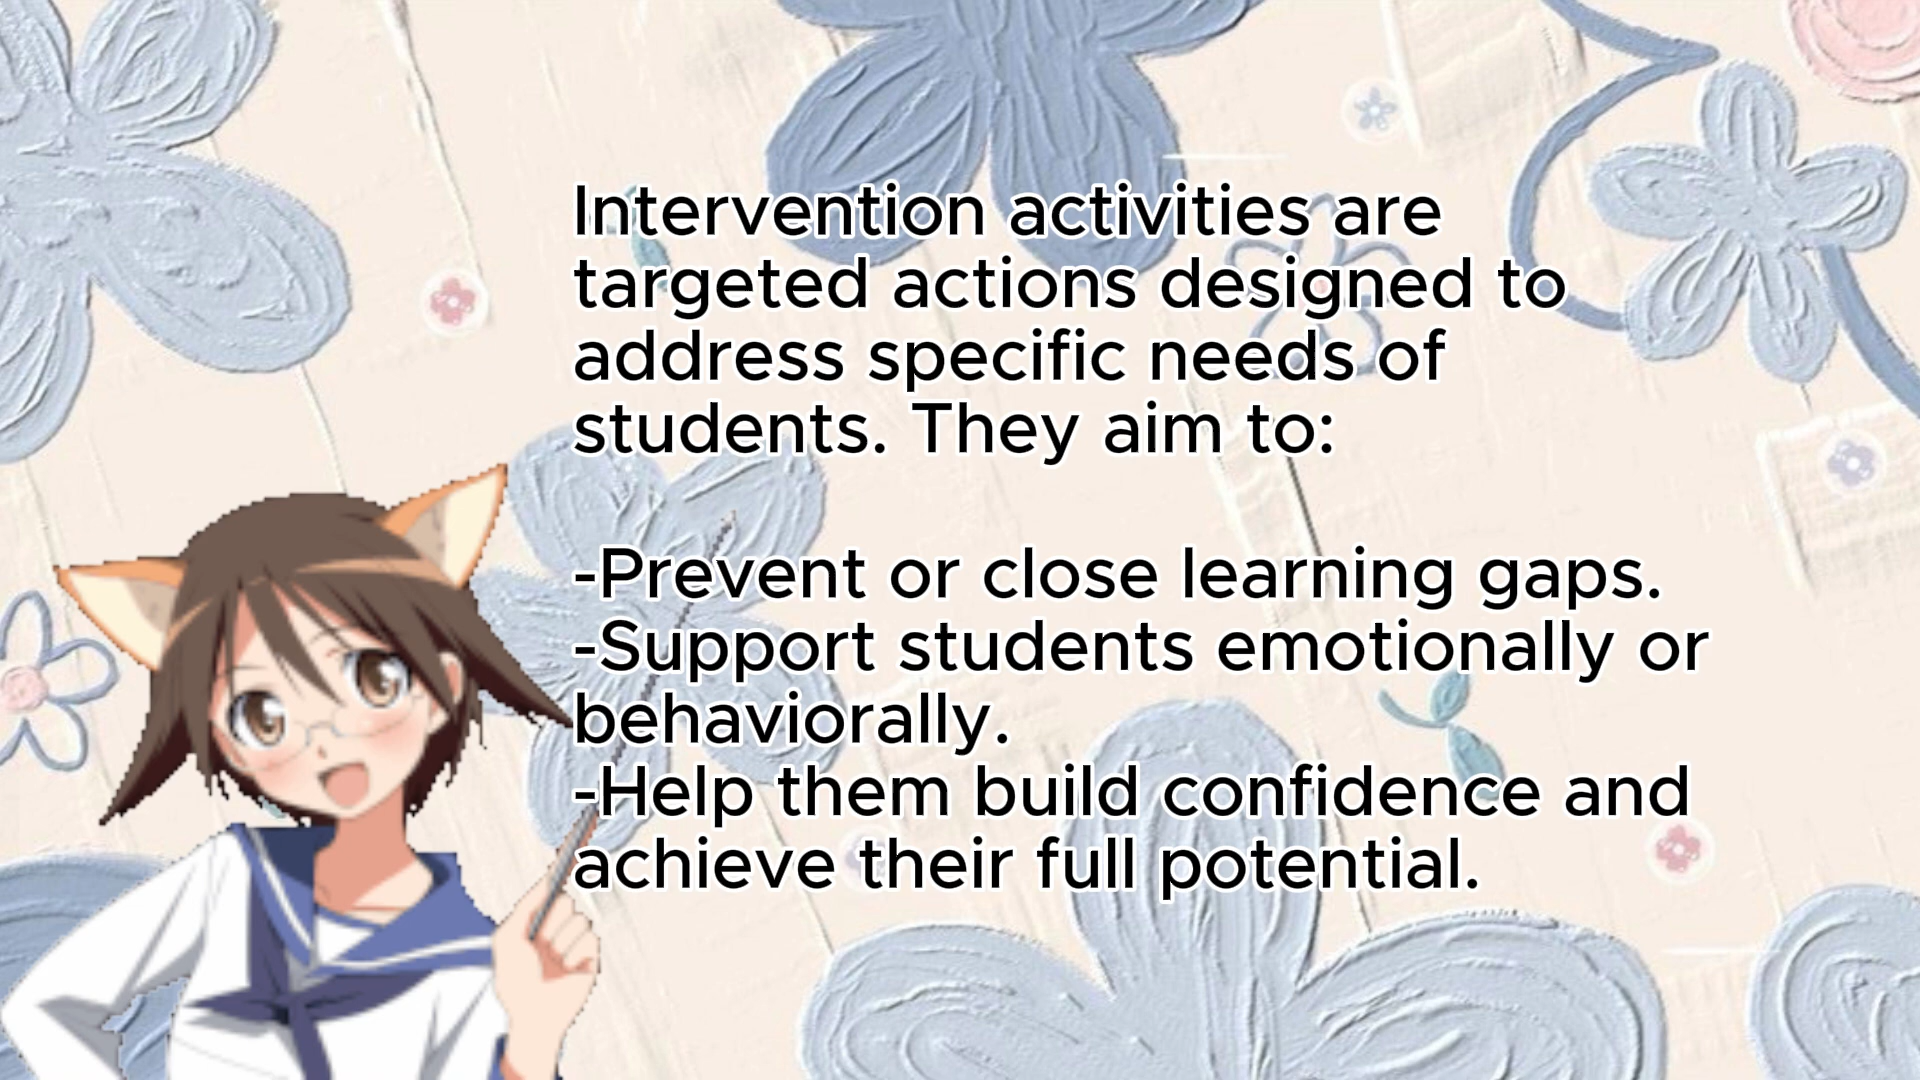 Intervention activities are
targeted actions designed to
address specific needs of
students. They aim to:
-Prevent or close learning gaps.
-Support students emotionally or
behaviorally.
-Help them build confidence and
achieve their full potential.